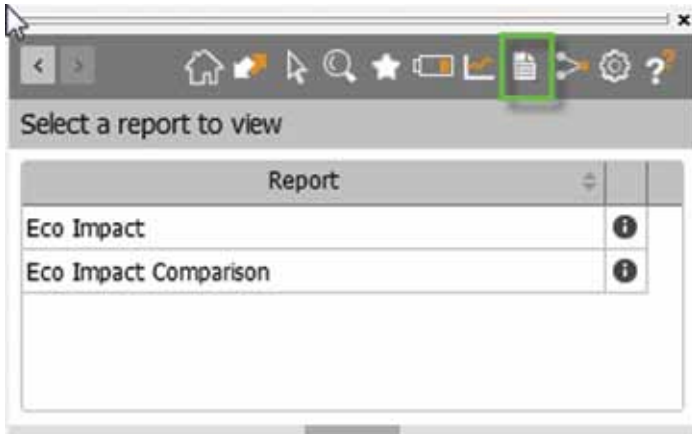 Select a report to view
Report
Eco Impact
Eco Impact Comparison